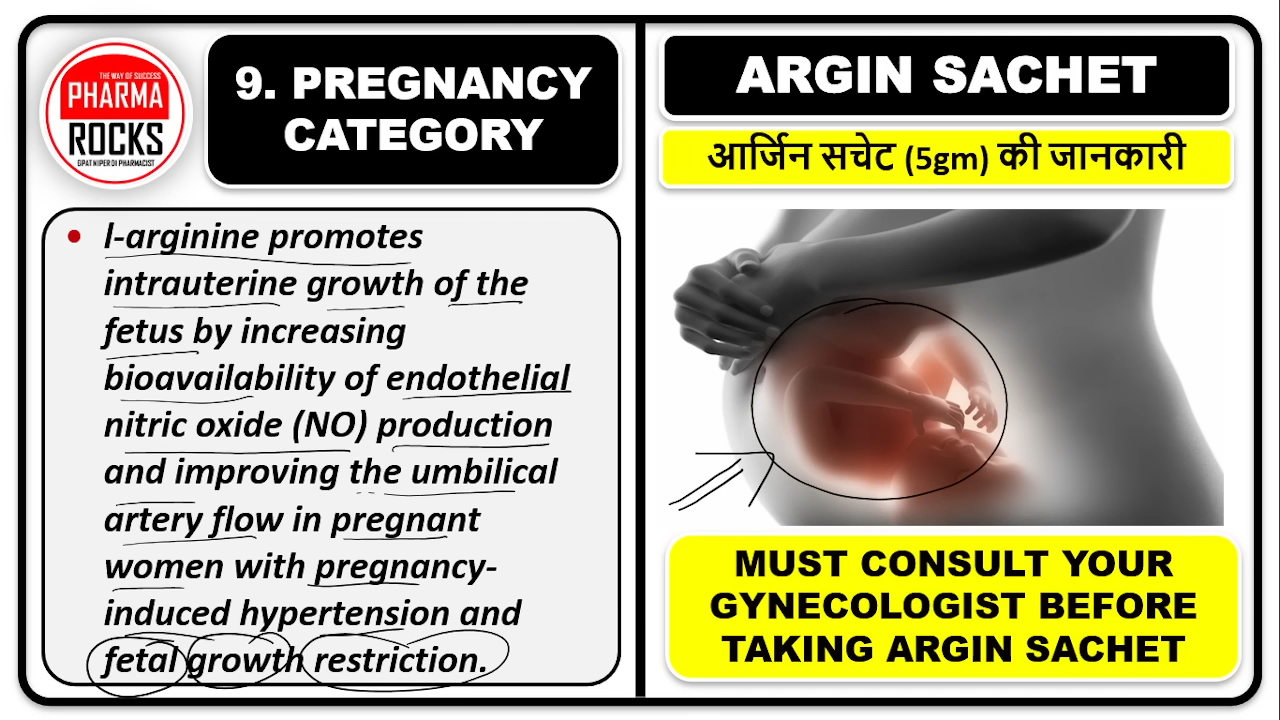 THE WAY OF SUCCESS
PHARMA
ROCKS
GPAT NIPER DI PHARMACIST
9. PREGNANCY
CATEGORY
• l-arginine promotes
intrauterine growth of the
fetus by increasing
bioavailability of endothelial
nitric oxide (NO) production
and improving the umbilical
artery flow in pregnant
women with pregnancy-
induced hypertension and
fetal growth restriction.
ARGIN SACHET
आर्जिन सचेट (5gm) की जानकारी
MUST CONSULT YOUR
GYNECOLOGIST BEFORE
TAKING ARGIN SACHET